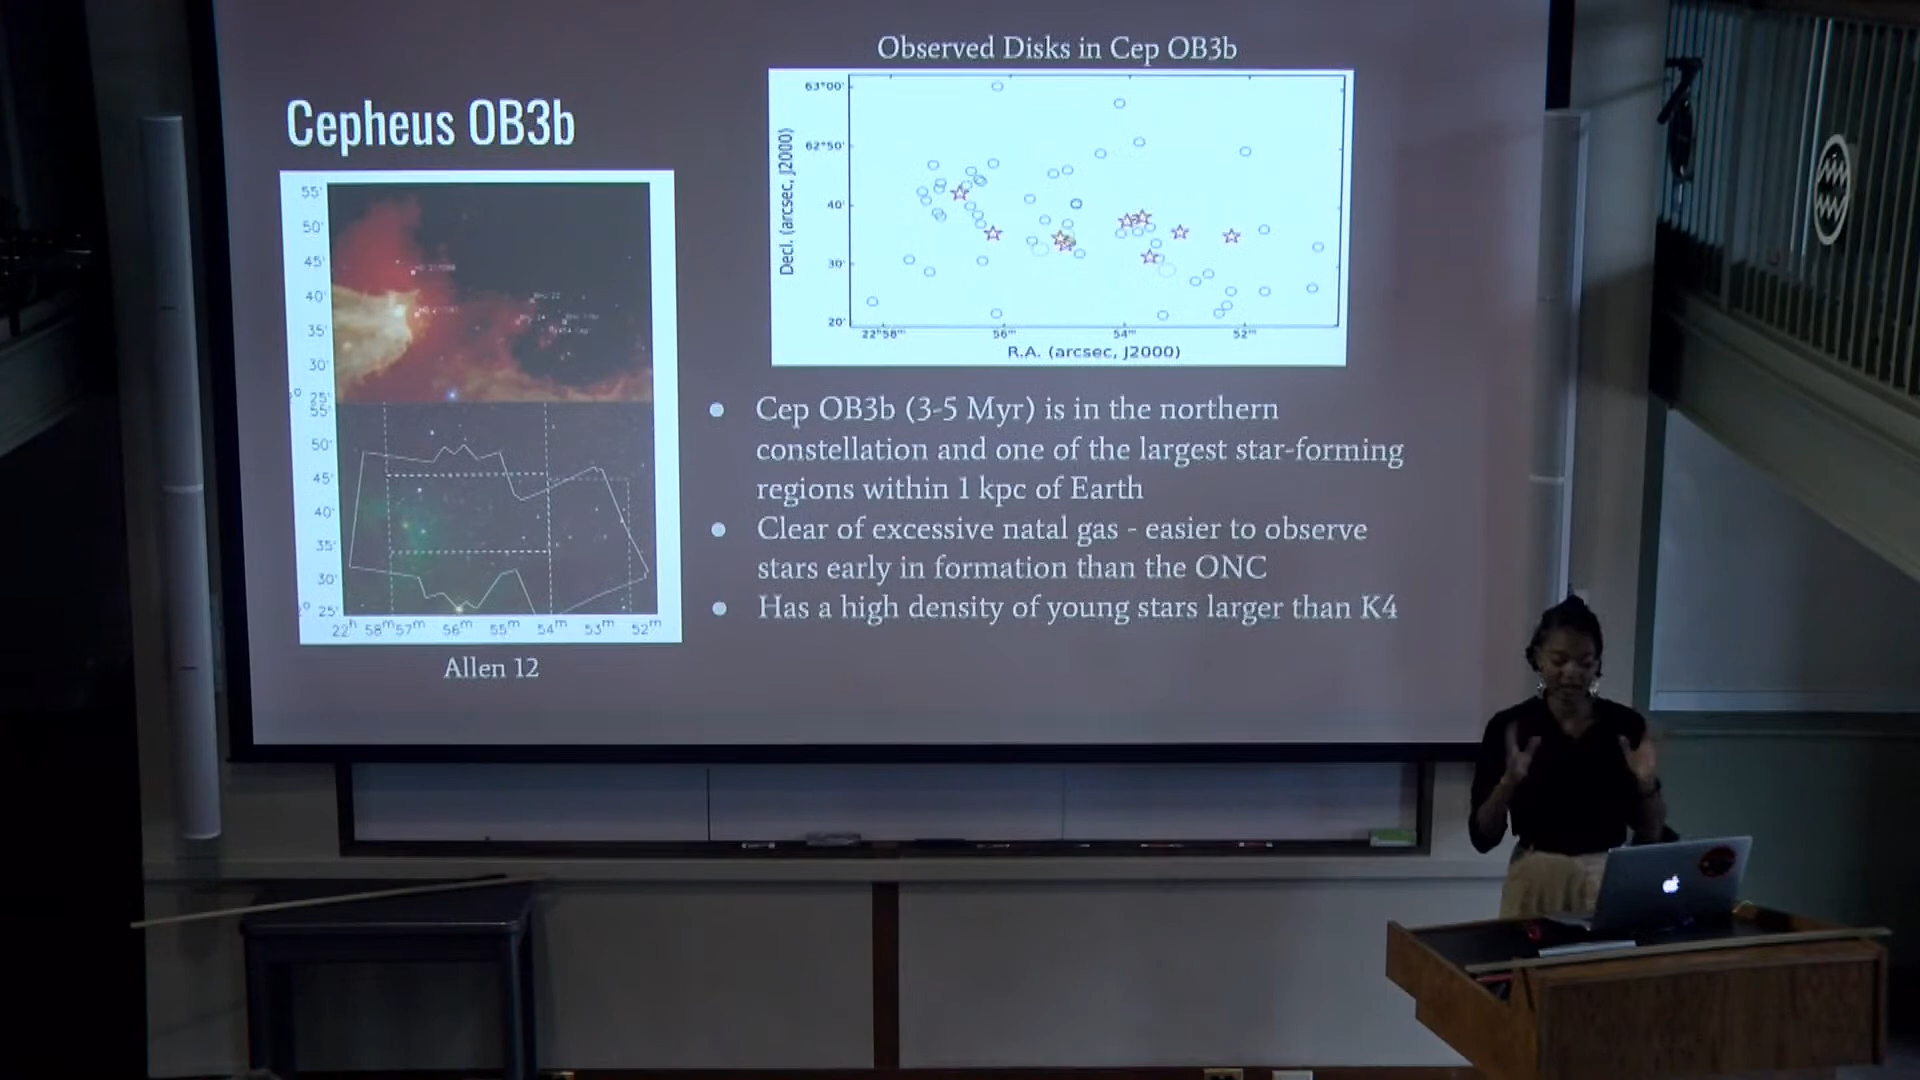 Observed Disks in Cep OB3b
Cepheus OB3b
63°00'
62°50'
40'
30'
20'
Decl. (arcsec, J2000)
22ʰ58ᵐ
56ᵐ
54ᵐ
52ᵐ
R.A. (arcsec, J2000)
55'
50'
45'
40'
35'
30'
25'
55'
50'
45'
40'
35'
30'
25'
22ʰ 58ᵐ 57ᵐ 56ᵐ 55ᵐ 54ᵐ 53ᵐ 52ᵐ
Allen 12
• Cep OB3b (3-5 Myr) is in the northern
constellation and one of the largest star-forming
regions within 1 kpc of Earth
• Clear of excessive natal gas - easier to observe
stars early in formation than the ONC
• Has a high density of young stars larger than K4